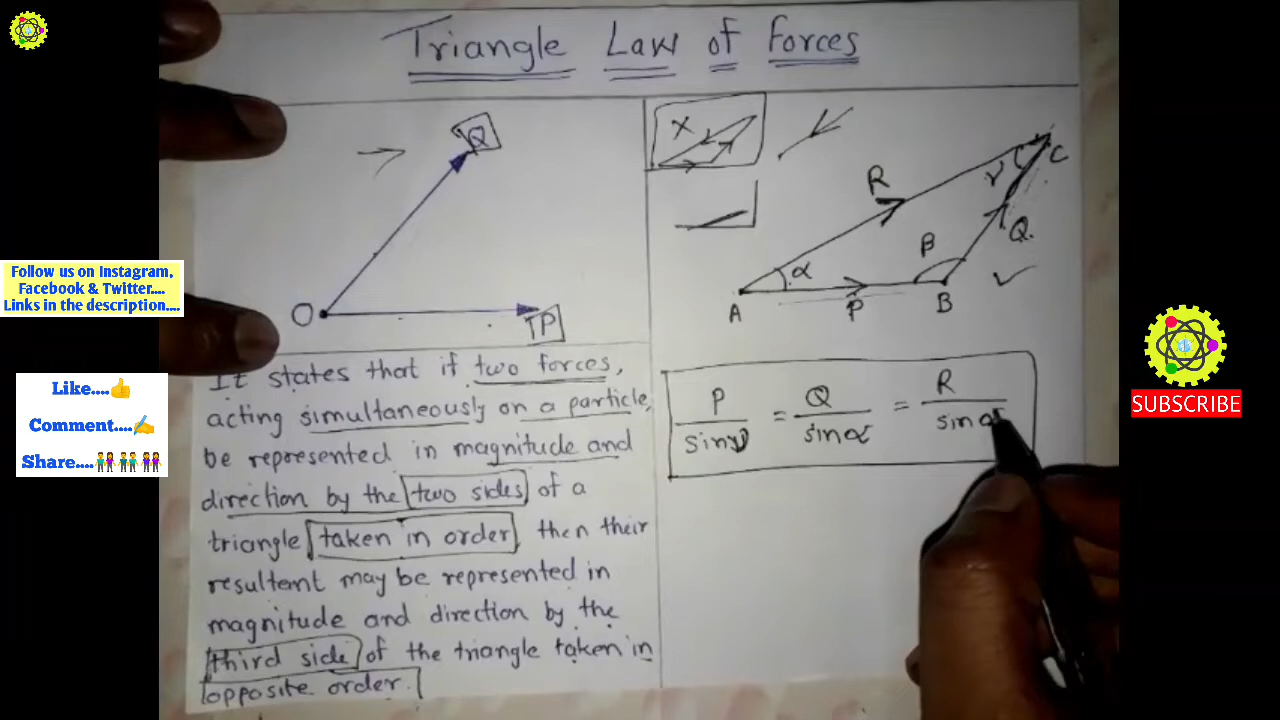 Triangle Law of Forces
Q
O
P
It states that if two forces,
acting simultaneously on a particle,
be represented in magnitude and
direction by the two sides of a
triangle taken in order then their
resultent may be represented in
magnitude and direction by the
third side of the triangle taken in
opposite order.
X
R
γ
C
Q.
β
α
A
P
B
P
sinγ
= Q
sinα
= R
sin
Follow us on Instagram,
Facebook & Twitter....
Links in the description....
Like....👍
Comment....✍
Share....👫👬👭
SUBSCRIBE